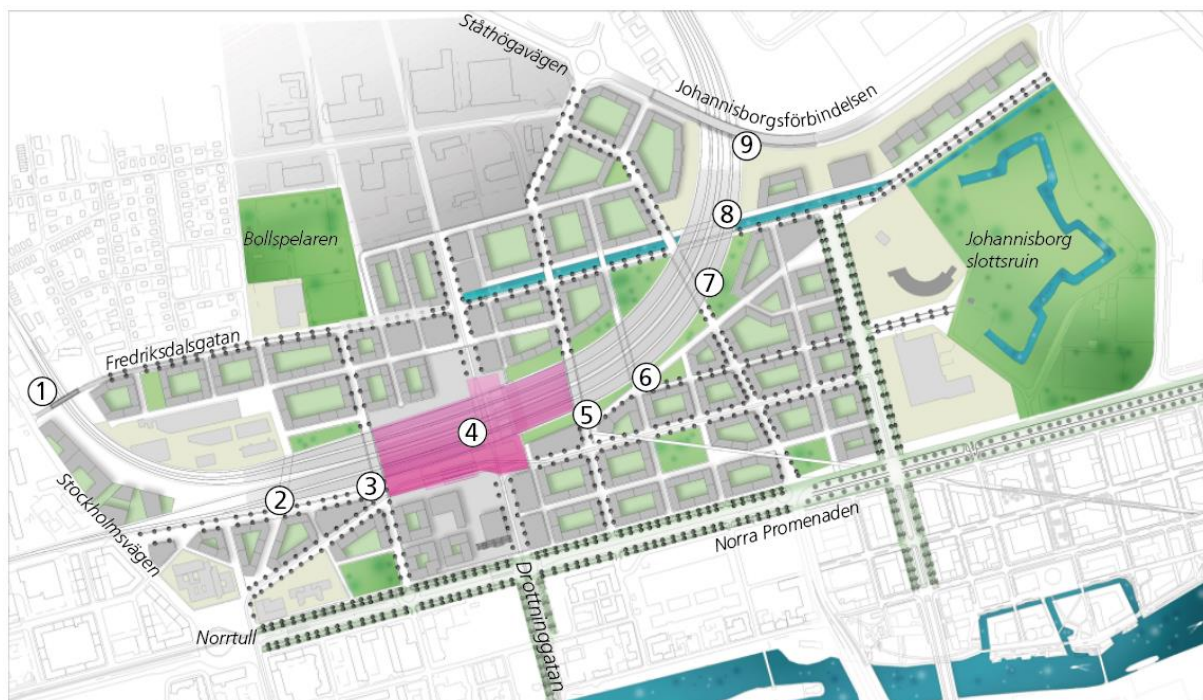 Ståthögavägen
Johannisborgsförbindelsen
9
Bollspelaren
8
Johannisborg
slottsruin
7
Fredriksdalsgatan
1
6
5
4
3
2
Stockholmsvägen
Norra Promenaden
Drottninggatan
Norrtull